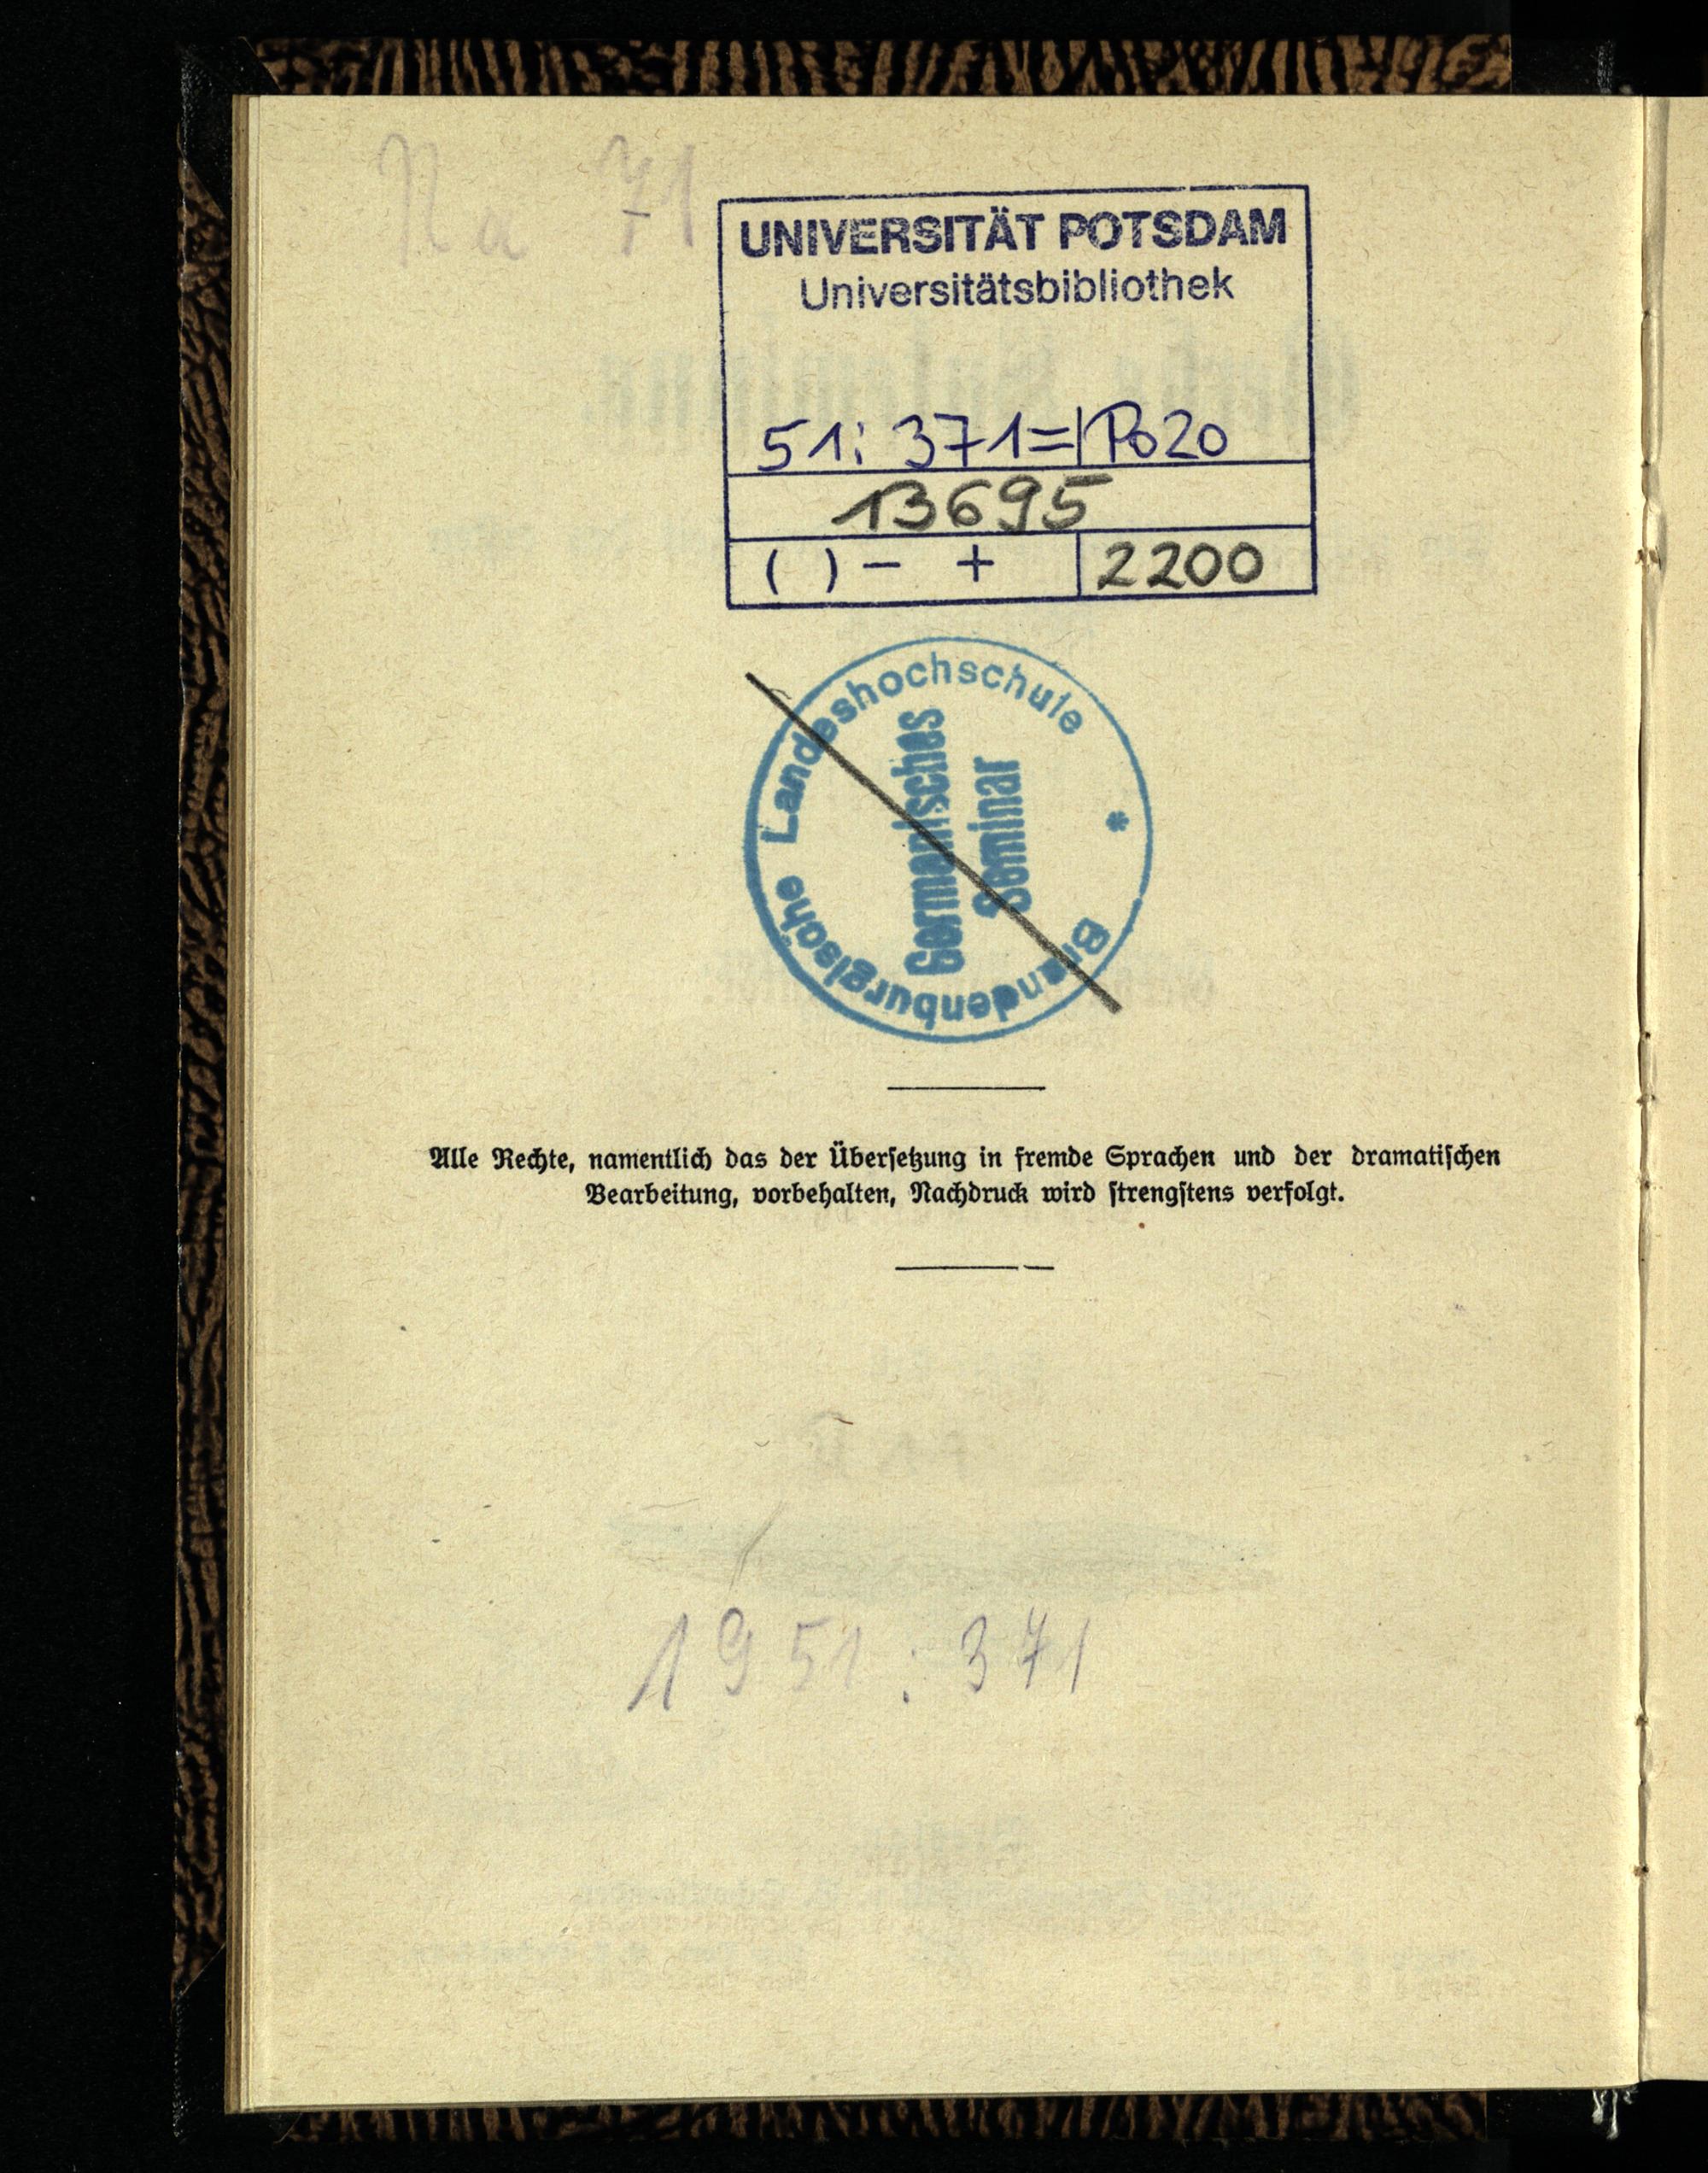 Na 71
UNIVERSITÄT POTSDAM
Universitätsbibliothek
51: 371=|Po20
13695
( ) - +
2200
Brandenburgische Landeshochschule *
Germanisches
Seminar
Alle Rechte, namentlich das der Übersetzung in fremde Sprachen und der dramatischen
Bearbeitung, vorbehalten, Nachdruck wird strengstens verfolgt.
1951:371